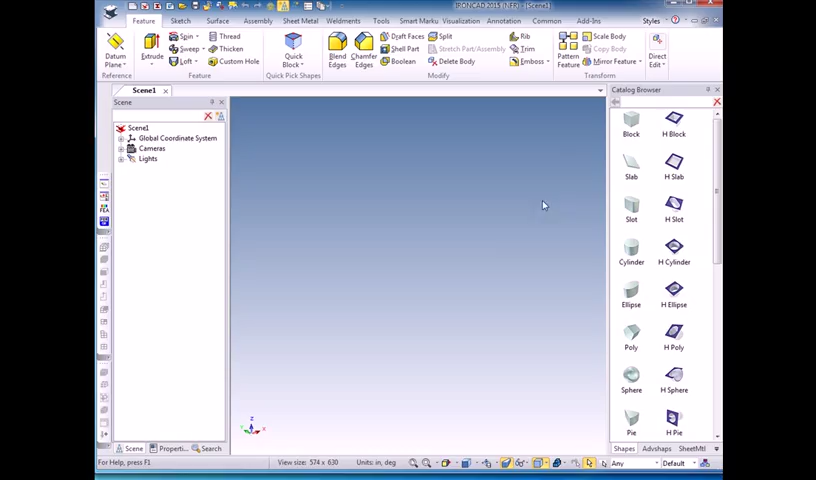 IRONCAD 2015 (NFR) - [Scene1]
Feature Sketch Surface Assembly Sheet Metal Weldments Tools Smart Marku Visualization Annotation Common Add-Ins Styles
Datum Plane
Reference
Extrude
Spin
Sweep
Loft
Thread
Thicken
Custom Hole
Feature
Quick Block
Quick Pick Shapes
Blend Edges
Chamfer Edges
Draft Faces
Shell Part
Boolean
Split
Stretch Part/Assembly
Delete Body
Rib
Trim
Emboss
Modify
Pattern Feature
Scale Body
Copy Body
Mirror Feature
Transform
Direct Edit
Scene1
Scene
Scene1
Global Coordinate System
Cameras
Lights
FEA
Z
X
Catalog Browser
Block H Block
Slab H Slab
Slot H Slot
Cylinder H Cylinder
Ellipse H Ellipse
Poly H Poly
Sphere H Sphere
Pie H Pie
Shapes Advshaps SheetMtl
Scene Properti... Search
For Help, press F1
View size: 574 x 630
Units: in, deg
Any
Default